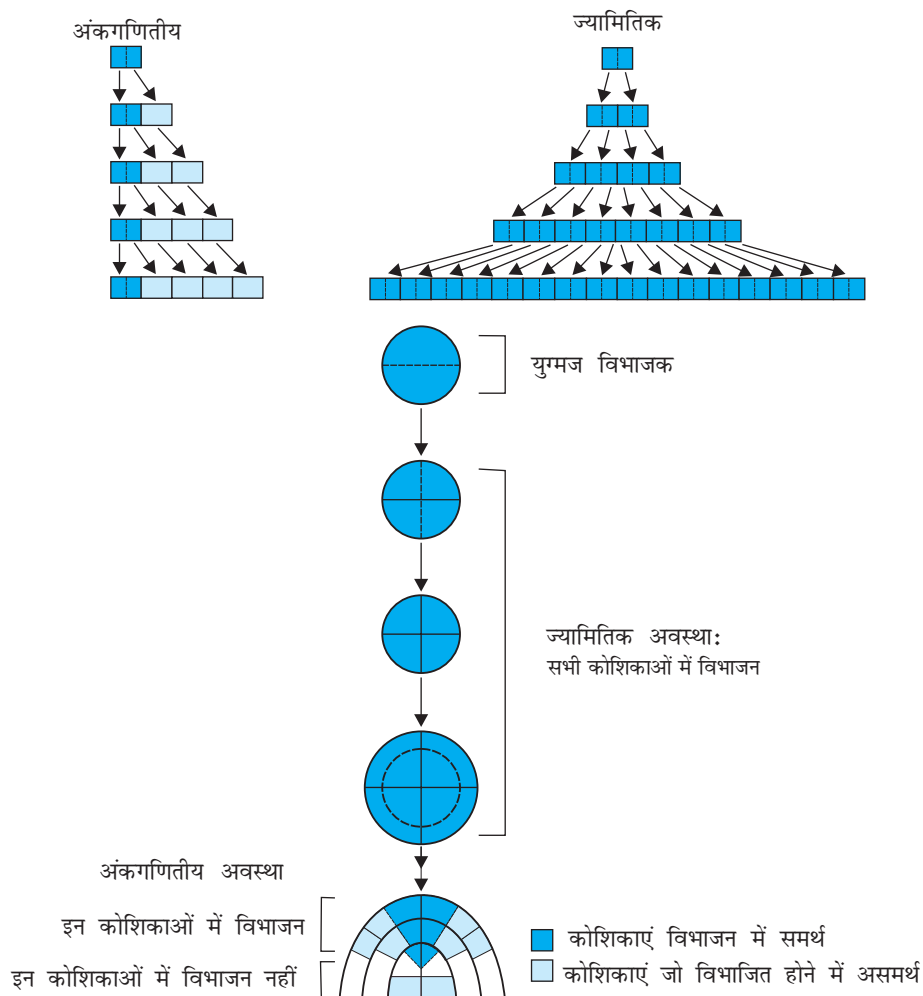 अंकगणितीय
ज्यामितिक
युग्मज विभाजक
ज्यामितिक अवस्था:
सभी कोशिकाओं में विभाजन
अंकगणितीय अवस्था
इन कोशिकाओं में विभाजन
इन कोशिकाओं में विभाजन नहीं
कोशिकाएं विभाजन में समर्थ
कोशिकाएं जो विभाजित होने में असमर्थ